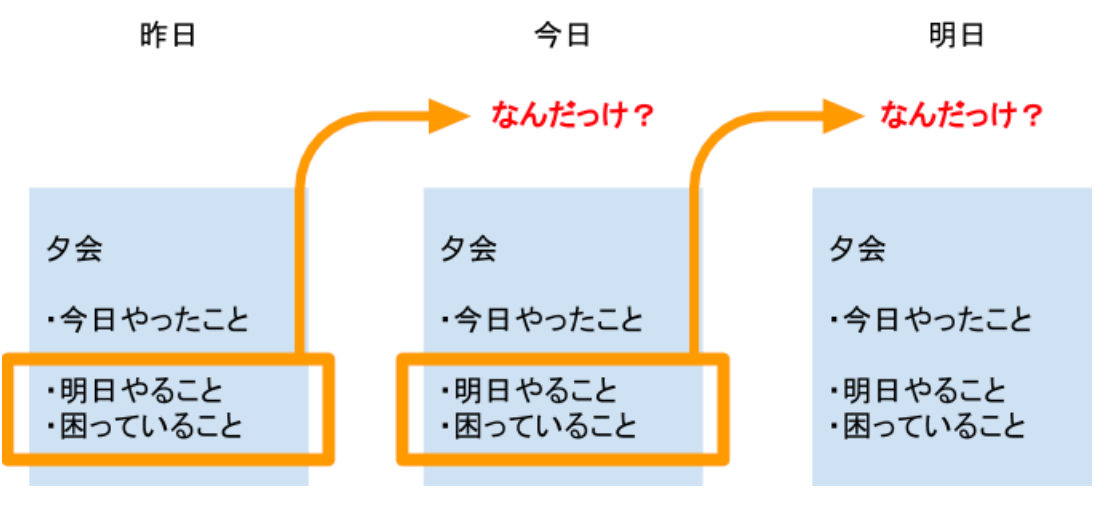 昨日
今日
明日
なんだっけ？
なんだっけ？
夕会
・今日やったこと
・明日やること
・困っていること
夕会
・今日やったこと
・明日やること
・困っていること
夕会
・今日やったこと
・明日やること
・困っていること